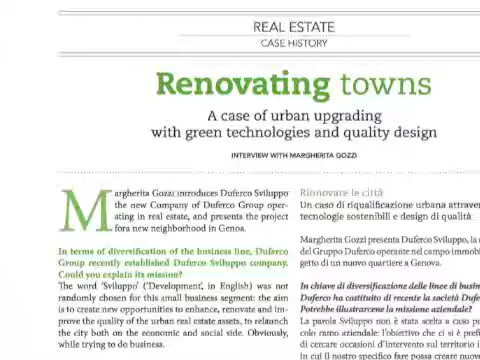 REAL ESTATE
CASE HISTORY
Renovating towns
A case of urban upgrading
with green technologies and quality design
INTERVIEW WITH MARGHERITA GOZZI
Margherita Gozzi introduces Duferco Sviluppo
the new Company of Duferco Group oper-
ating in real estate, and presents the project
fora new neighborhood in Genoa.
In terms of diversification of the business line, Duferco
Group recently established Duferco Sviluppo company.
Could you explain its mission?
The word 'Sviluppo' ('Development', in English) was not
randomly chosen for this small business segment: the aim
is to create new opportunities to enhance, renovate and im-
prove the quality of the urban real estate assets, to relaunch
the city both on the economic and social side. Obviously,
while trying to do business.
Rinnovare le città
Un caso di riqualificazione urbana attraver
tecnologie sostenibili e design di qualità
Margherita Gozzi presenta Duferco Sviluppo, la
del Gruppo Duferco operante nel campo immobi
getto di un nuovo quartiere a Genova.
In chiave di diversificazione delle linee di busin
Duferco ha costituito di recente la società Dufer
Potrebbe illustrarcene la missione aziendale?
La parola Sviluppo non è stata scelta a caso p
colo ramo aziendale: l'obiettivo che ci si è pref
di cercare occasioni d'intervento sul territorio i
in cui il nostro specifico fare possa creare nuov